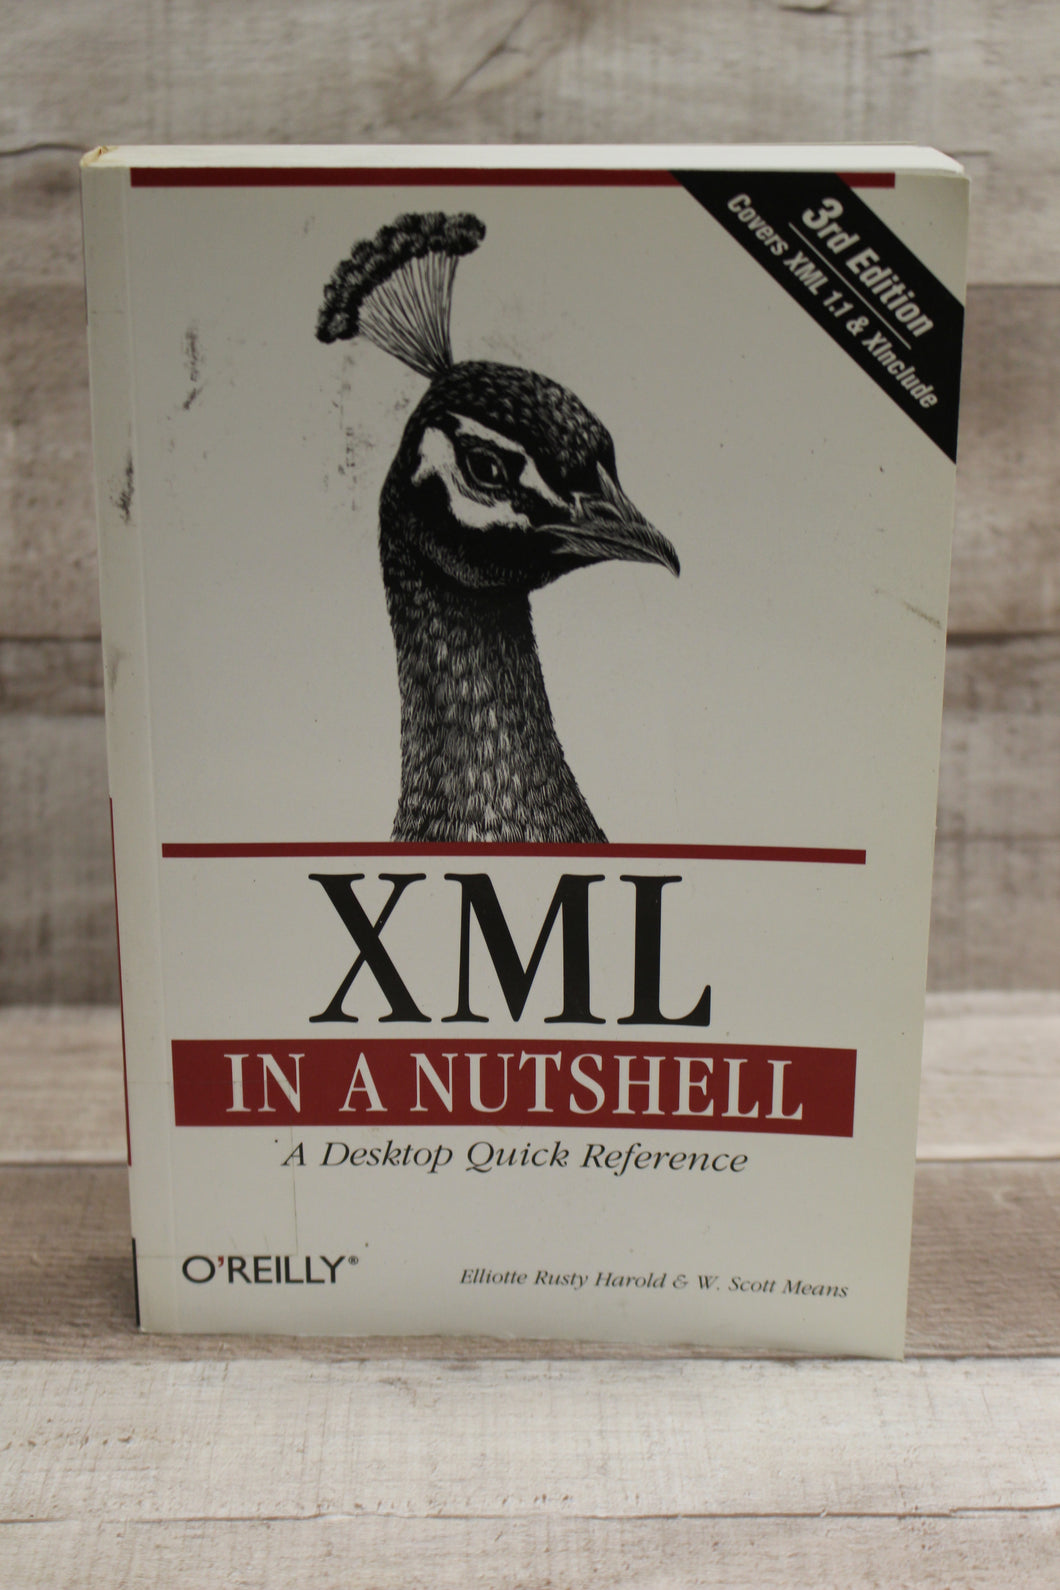 3rd Edition
Covers XML 1.1 & XInclude
XML
IN A NUTSHELL
A Desktop Quick Reference
O'REILLY®
Elliotte Rusty Harold & W. Scott Means